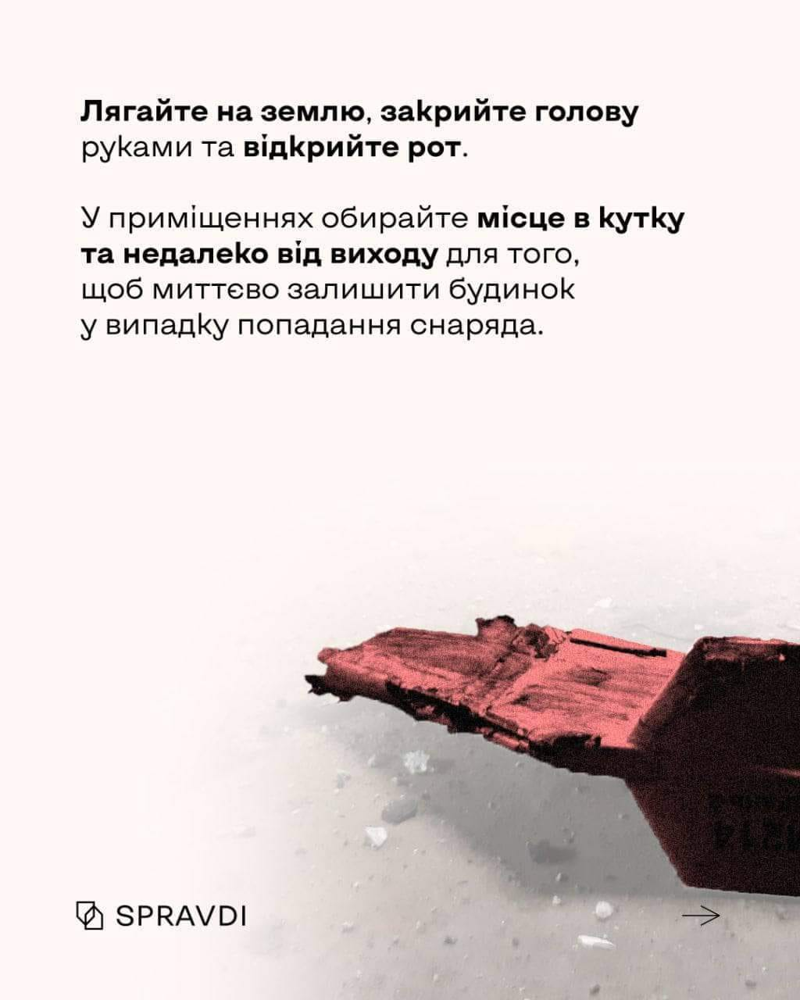 Лягайте на землю, закрийте голову
руками та відкрийте рот.
У приміщеннях обирайте місце в кутку
та недалеко від виходу для того,
щоб миттєво залишити будинок
у випадку попадання снаряда.
SPRAVDI